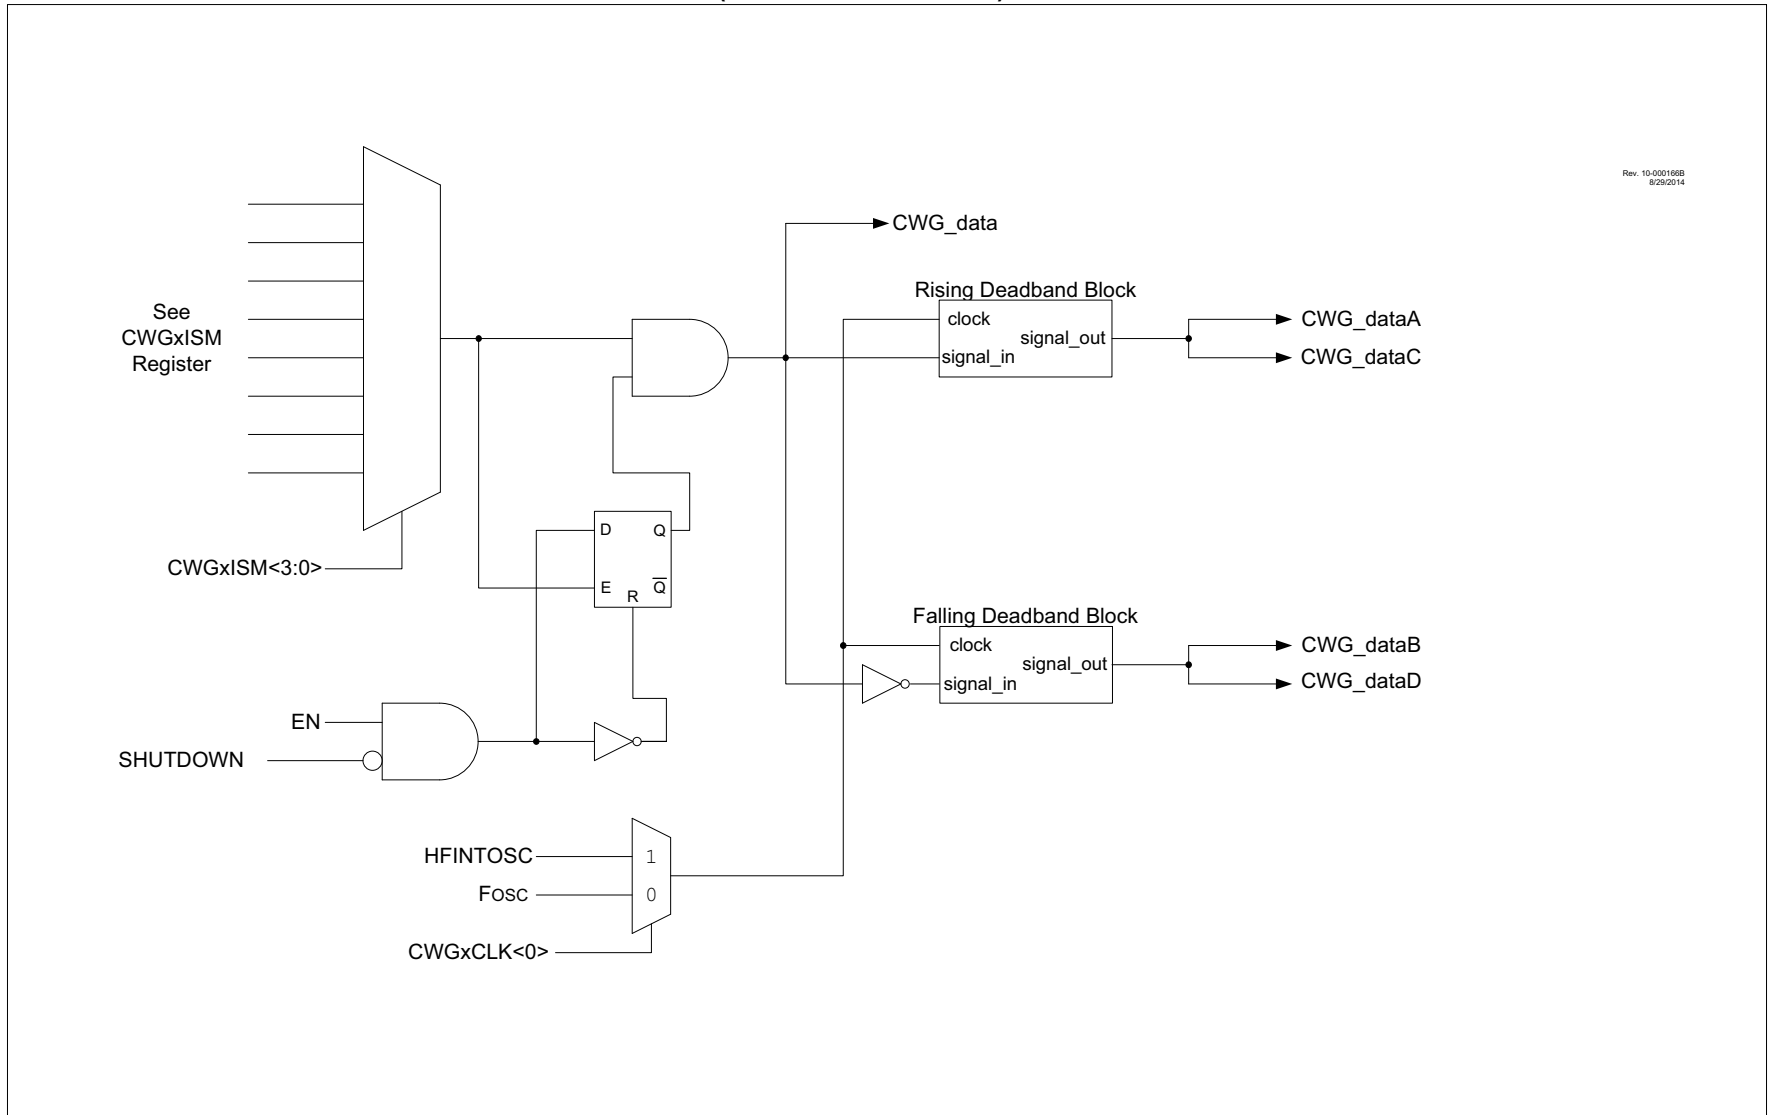 Rev. 10-000166B
8/29/2014
CWG_data
Rising Deadband Block
clock
signal_out
signal_in
CWG_dataA
CWG_dataC
See
CWGxISM
Register
CWGxISM<3:0>
D
Q
E
R
Q̅
Falling Deadband Block
clock
signal_out
signal_in
CWG_dataB
CWG_dataD
EN
SHUTDOWN
HFINTOSC
1
FOSC
0
CWGxCLK<0>